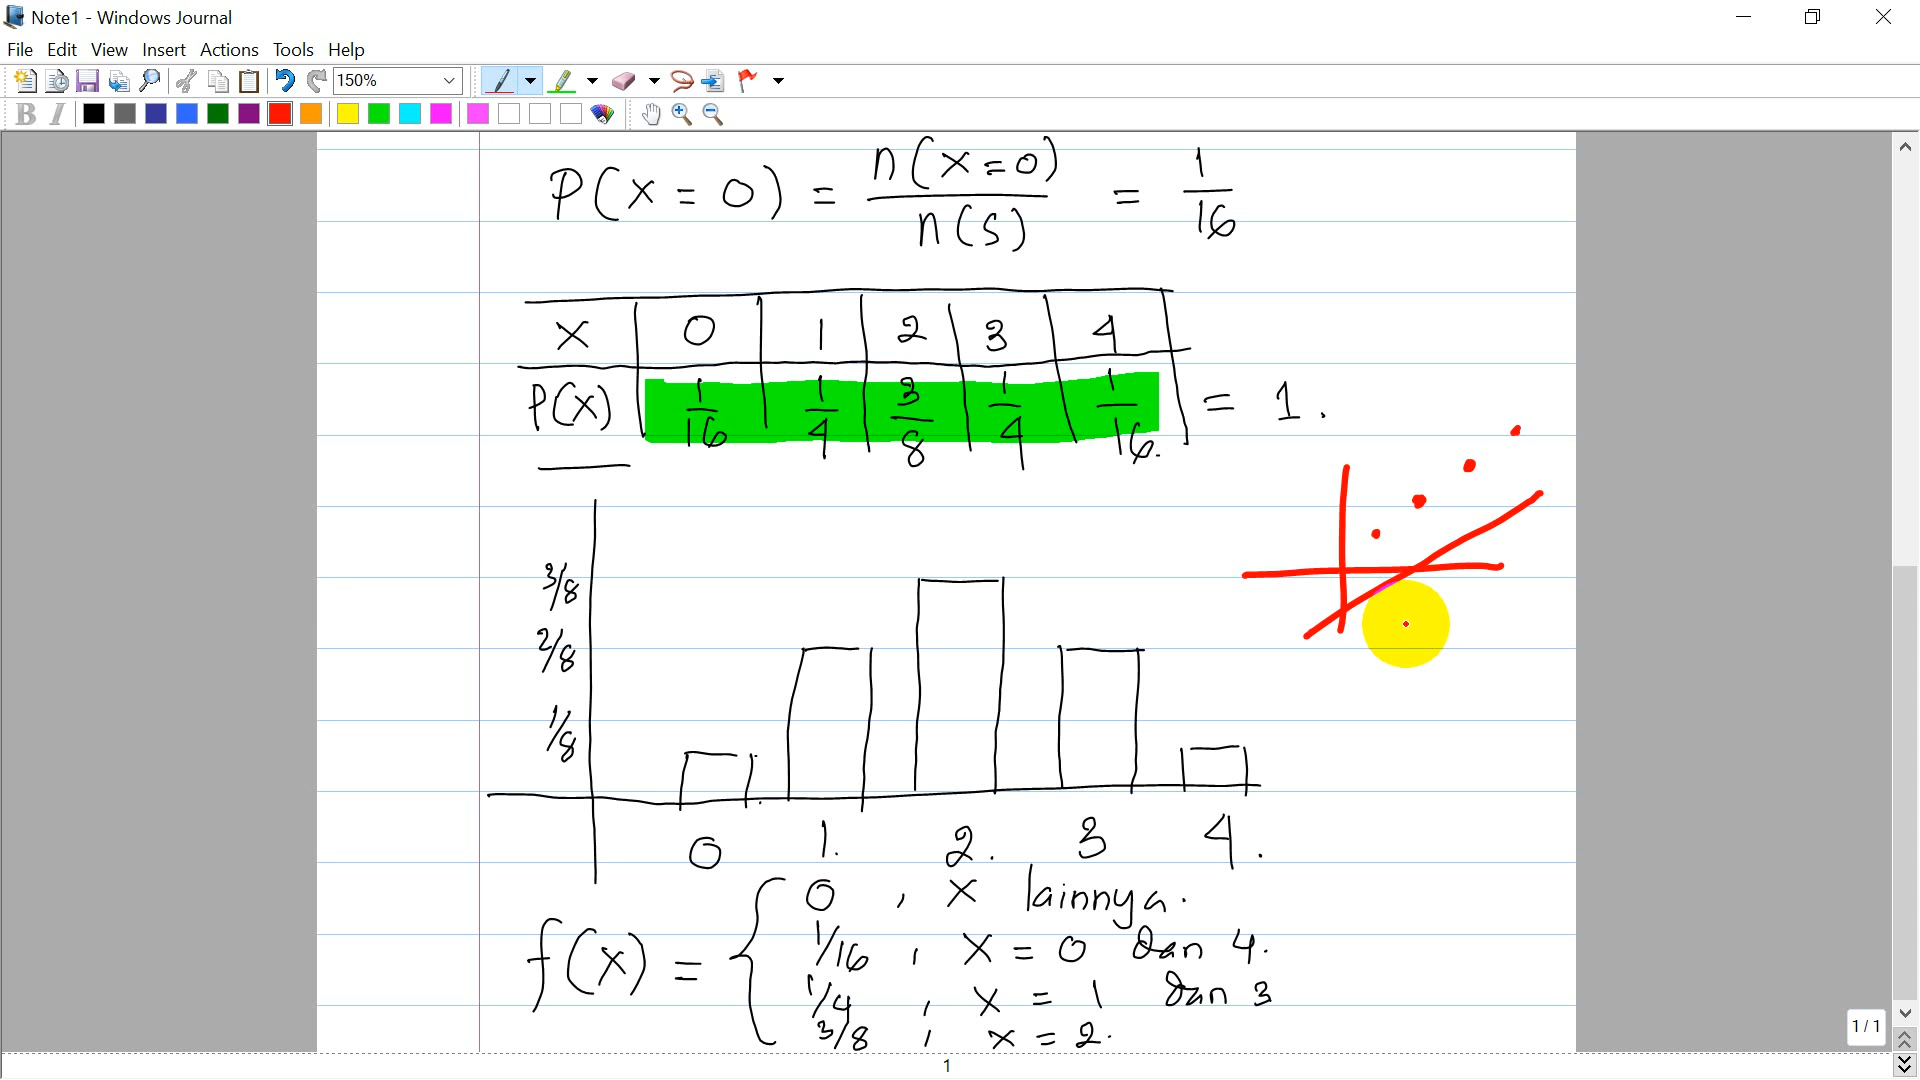 Note1 - Windows Journal
File Edit View Insert Actions Tools Help
150%
B I
P(X = 0) = n(X=0) / n(S) = 1/16
X 0 1 2 3 4
P(X) 1/16 1/4 3/8 1/4 1/16. = 1.
3/8
2/8
1/8
0 1. 2. 3 4.
0 , X lainnya.
f(x) = { 1/16 , X = 0 dan 4.
1/4 , X = 1 dan 3
3/8 , X = 2.
1 / 1
1